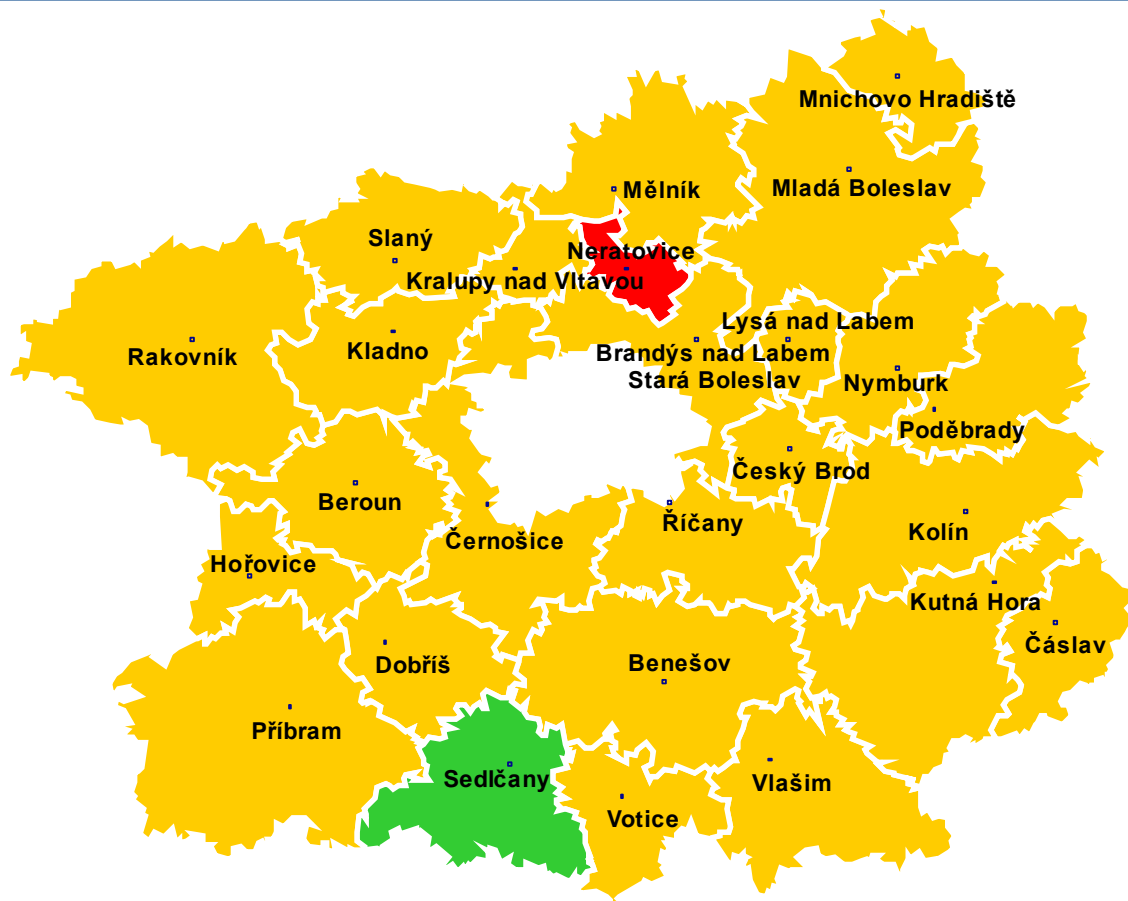 Mnichovo Hradiště
Mladá Boleslav
Mělník
Slaný
Neratovice
Kralupy nad Vltavou
Lysá nad Labem
Rakovník
Kladno
Brandýs nad Labem
Stará Boleslav
Nymburk
Poděbrady
Český Brod
Beroun
Říčany
Kolín
Černošice
Hořovice
Kutná Hora
Čáslav
Dobříš
Benešov
Příbram
Sedlčany
Vlašim
Votice